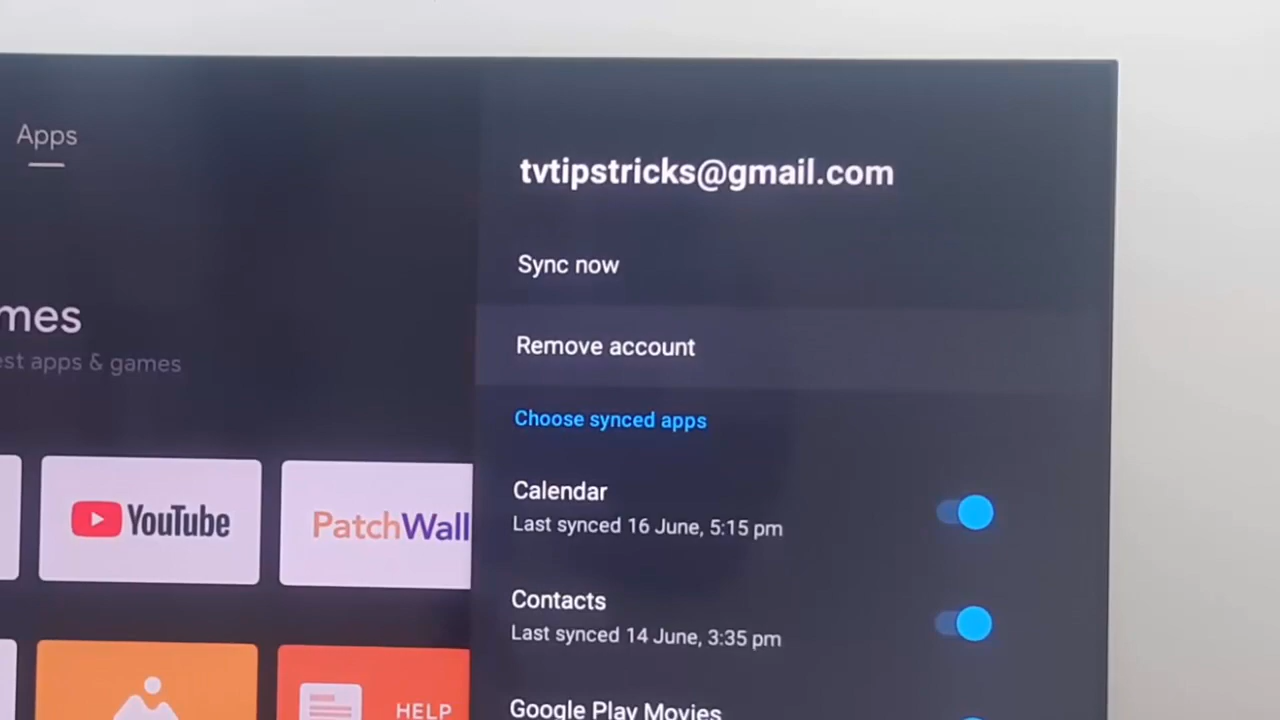 Apps
mes
est apps & games
YouTube
PatchWall
HELP
tvtipstricks@gmail.com
Sync now
Remove account
Choose synced apps
Calendar
Last synced 16 June, 5:15 pm
Contacts
Last synced 14 June, 3:35 pm
Google Play Movies